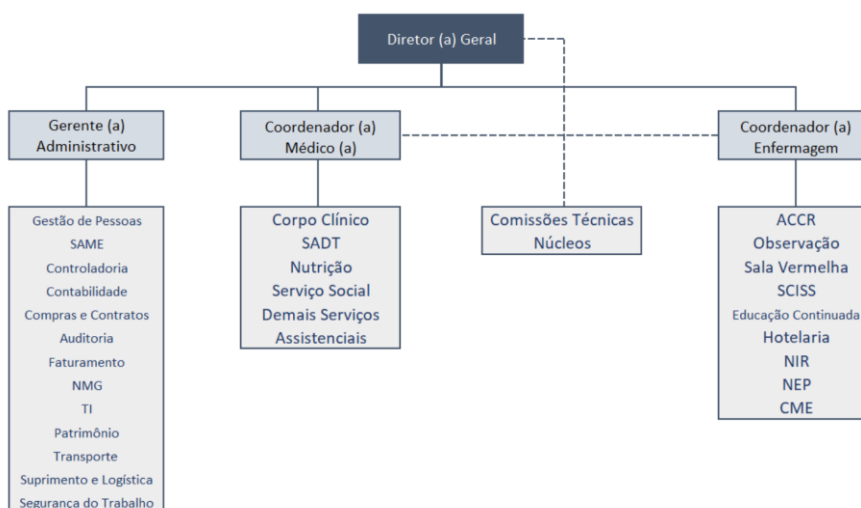 Diretor (a) Geral
Gerente (a)
Administrativo
Coordenador (a)
Médico (a)
Coordenador (a)
Enfermagem
Gestão de Pessoas
SAME
Controladoria
Contabilidade
Compras e Contratos
Auditoria
Faturamento
NMG
TI
Patrimônio
Transporte
Suprimento e Logística
Segurança do Trabalho
Corpo Clínico
SADT
Nutrição
Serviço Social
Demais Serviços
Assistenciais
Comissões Técnicas
Núcleos
ACCR
Observação
Sala Vermelha
SCISS
Educação Continuada
Hotelaria
NIR
NEP
CME